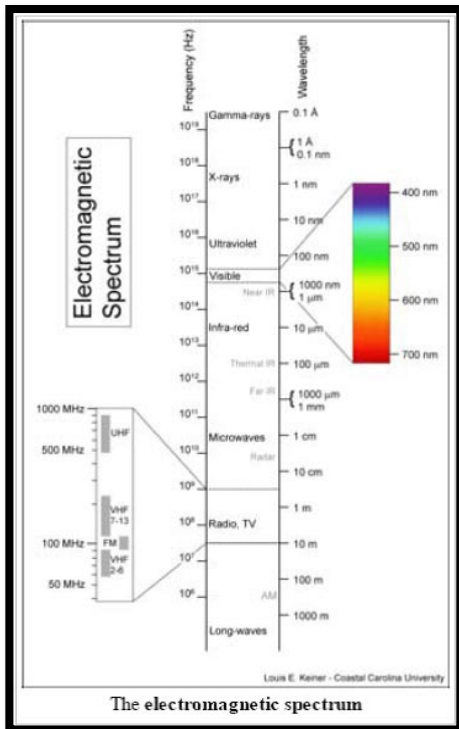 Electromagnetic
Spectrum
Frequency (Hz)
Wavelength
10¹⁹
10¹⁸
10¹⁷
10¹⁶
10¹⁵
10¹⁴
10¹³
10¹²
10¹¹
10¹⁰
10⁹
10⁸
10⁷
10⁶
Gamma-rays
X-rays
Ultraviolet
Visible
Near IR
Infra-red
Thermal IR
Far IR
Microwaves
Radar
Radio, TV
AM
Long-waves
0.1 Å
1 Å
0.1 nm
1 nm
10 nm
100 nm
1000 nm
1 µm
10 µm
100 µm
1000 µm
1 mm
1 cm
10 cm
1 m
10 m
100 m
1000 m
400 nm
500 nm
600 nm
700 nm
1000 MHz
UHF
500 MHz
VHF
7-13
100 MHz
FM
VHF
2-6
50 MHz
Louis E. Keiner - Coastal Carolina University
The electromagnetic spectrum